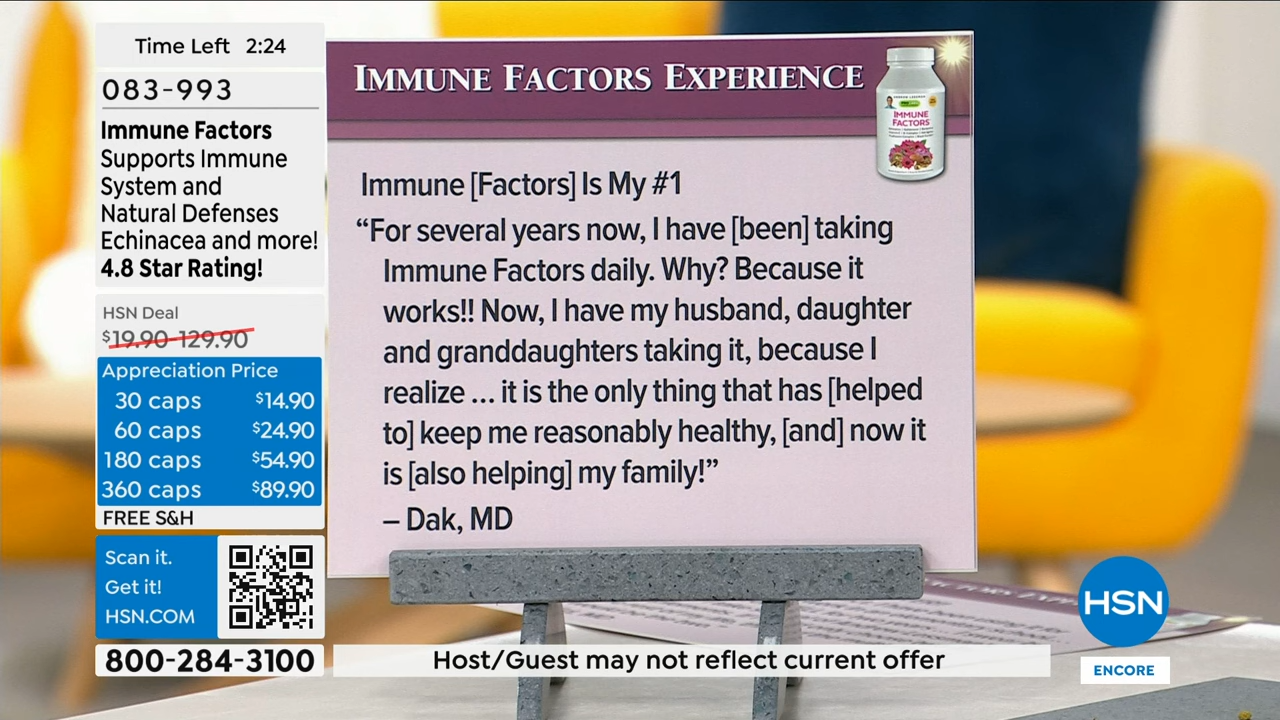 Time Left 2:24
083-993
Immune Factors
Supports Immune
System and
Natural Defenses
Echinacea and more!
4.8 Star Rating!
HSN Deal
$19.90-129.90
Appreciation Price
30 caps $14.90
60 caps $24.90
180 caps $54.90
360 caps $89.90
FREE S&H
Scan it.
Get it!
HSN.COM
800-284-3100
IMMUNE FACTORS EXPERIENCE
IMMUNE
FACTORS
Immune [Factors] Is My #1
“For several years now, I have [been] taking
Immune Factors daily. Why? Because it
works!! Now, I have my husband, daughter
and granddaughters taking it, because I
realize ... it is the only thing that has [helped
to] keep me reasonably healthy, [and] now it
is [also helping] my family!”
– Dak, MD
Host/Guest may not reflect current offer
HSN
ENCORE